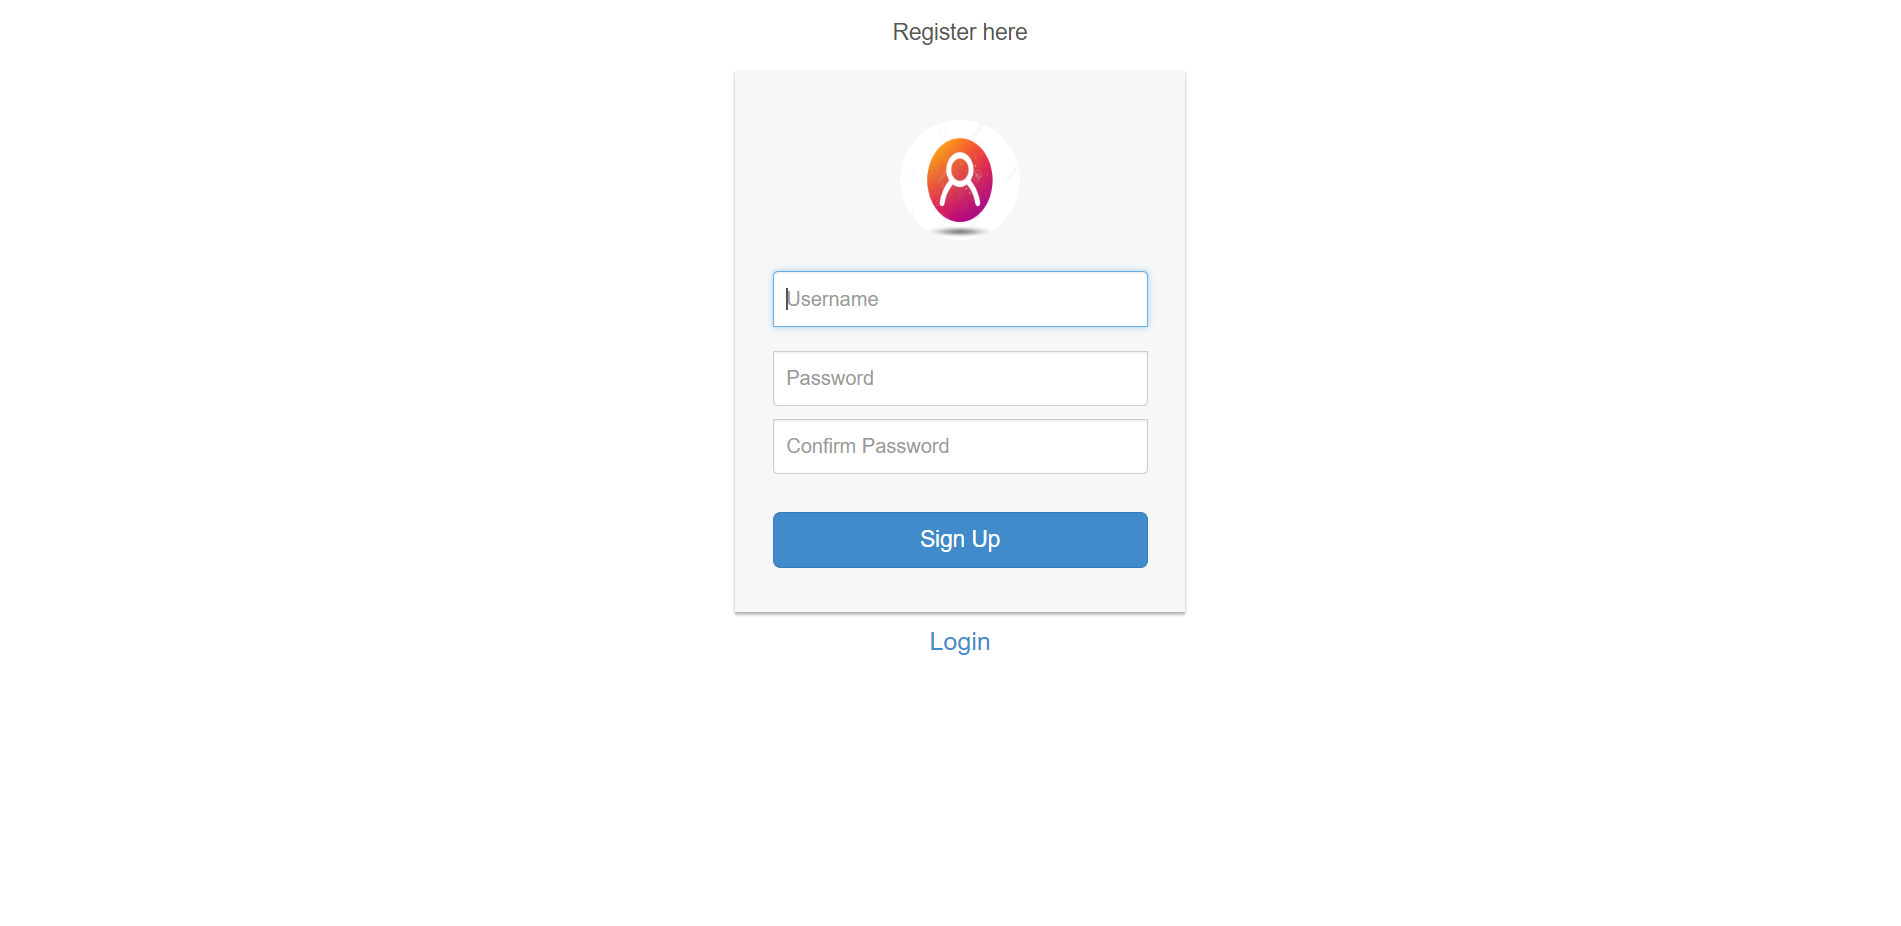 Register here
Username
Password
Confirm Password
Sign Up
Login